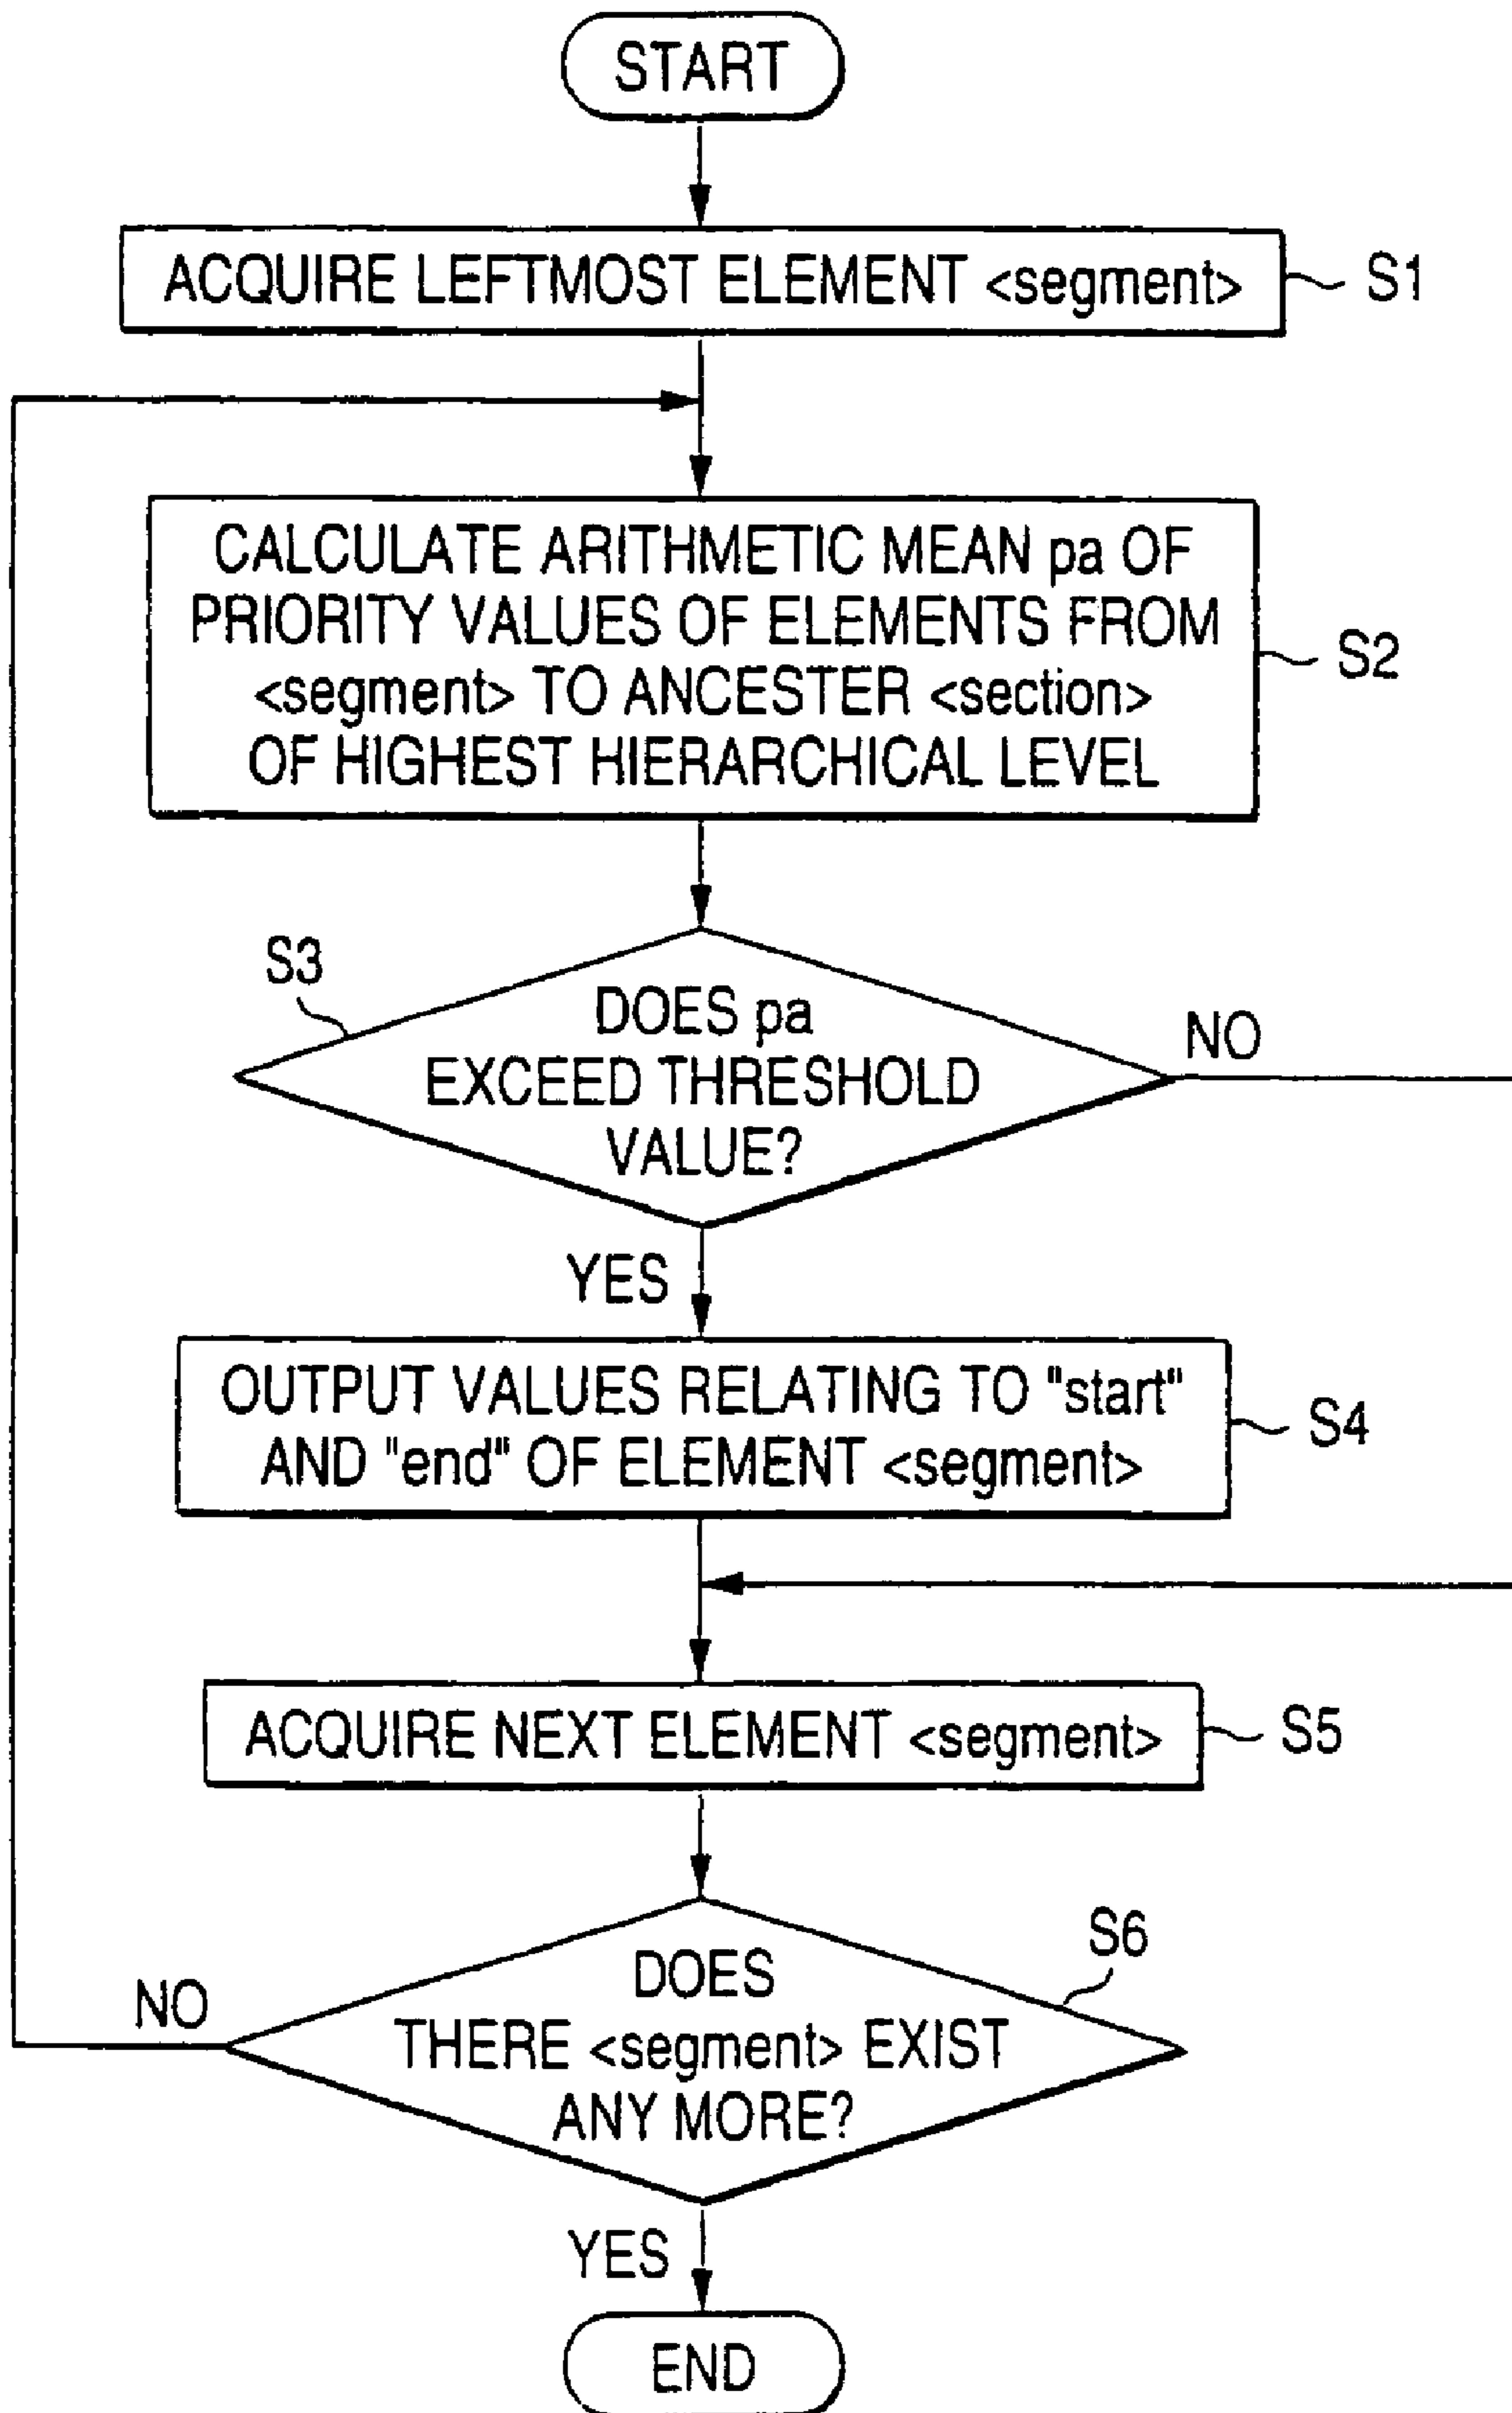 START
ACQUIRE LEFTMOST ELEMENT <segment>
S1
CALCULATE ARITHMETIC MEAN pa OF
PRIORITY VALUES OF ELEMENTS FROM
<segment> TO ANCESTER <section>
OF HIGHEST HIERARCHICAL LEVEL
S2
S3
DOES pa
EXCEED THRESHOLD
VALUE?
NO
YES
OUTPUT VALUES RELATING TO "start"
AND "end" OF ELEMENT <segment>
S4
ACQUIRE NEXT ELEMENT <segment>
S5
S6
DOES
THERE <segment> EXIST
ANY MORE?
NO
YES
END